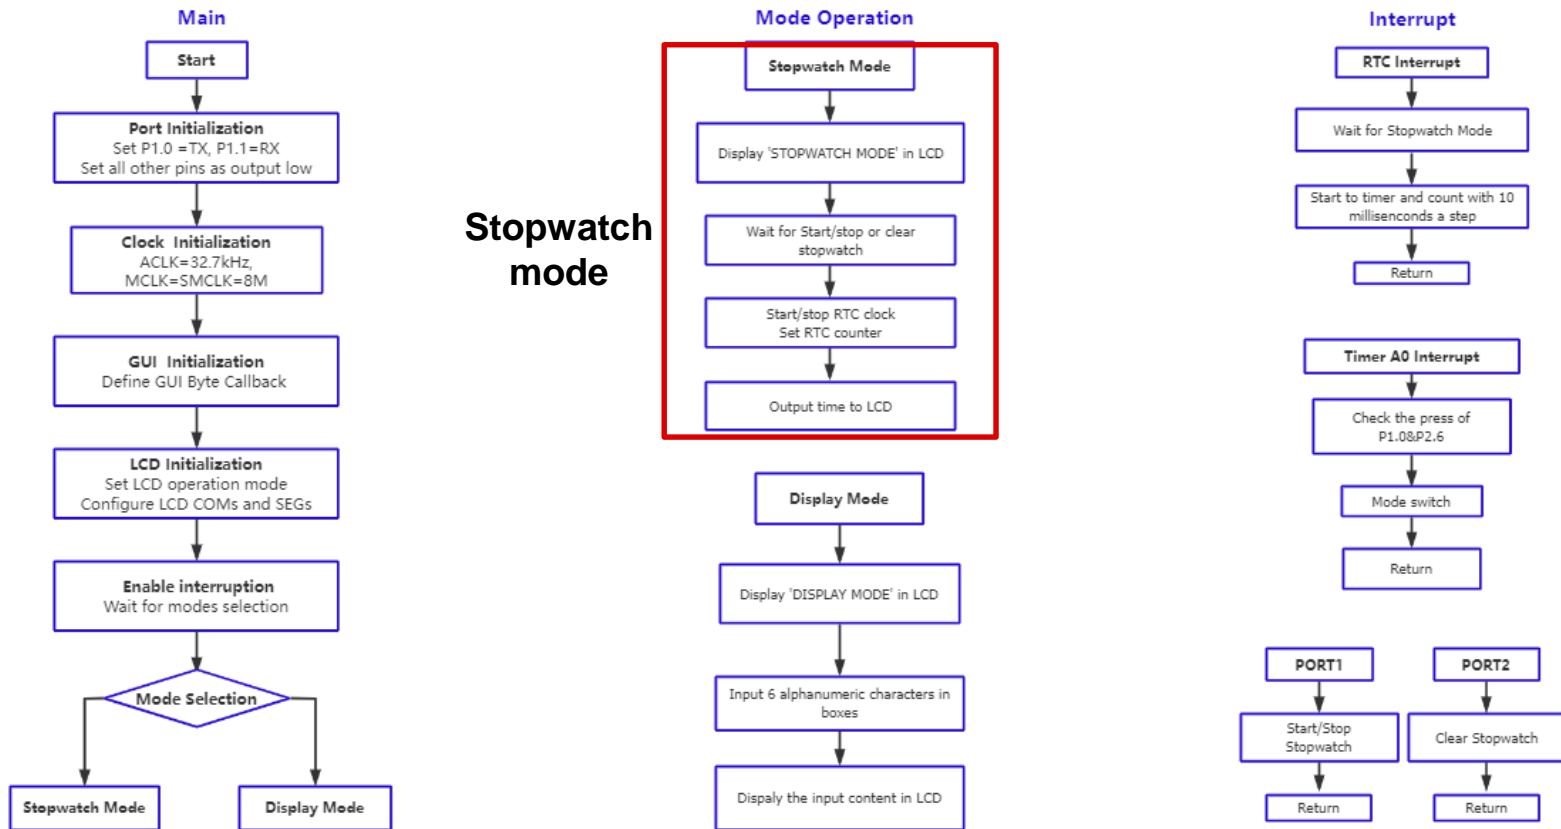 Main
Start
Port Initialization
Set P1.0 =TX, P1.1=RX
Set all other pins as output low
Clock Initialization
ACLK=32.7kHz,
MCLK=SMCLK=8M
GUI Initialization
Define GUI Byte Callback
LCD Initialization
Set LCD operation mode
Configure LCD COMs and SEGs
Enable interruption
Wait for modes selection
Mode Selection
Stopwatch Mode
Display Mode
Stopwatch
mode
Mode Operation
Stopwatch Mode
Display 'STOPWATCH MODE' in LCD
Wait for Start/stop or clear
stopwatch
Start/stop RTC clock
Set RTC counter
Output time to LCD
Display Mode
Display 'DISPLAY MODE' in LCD
Input 6 alphanumeric characters in
boxes
Dispaly the input content in LCD
Interrupt
RTC Interrupt
Wait for Stopwatch Mode
Start to timer and count with 10
millisenconds a step
Return
Timer A0 Interrupt
Check the press of
P1.0&P2.6
Mode switch
Return
PORT1
Start/Stop
Stopwatch
Return
PORT2
Clear Stopwatch
Return